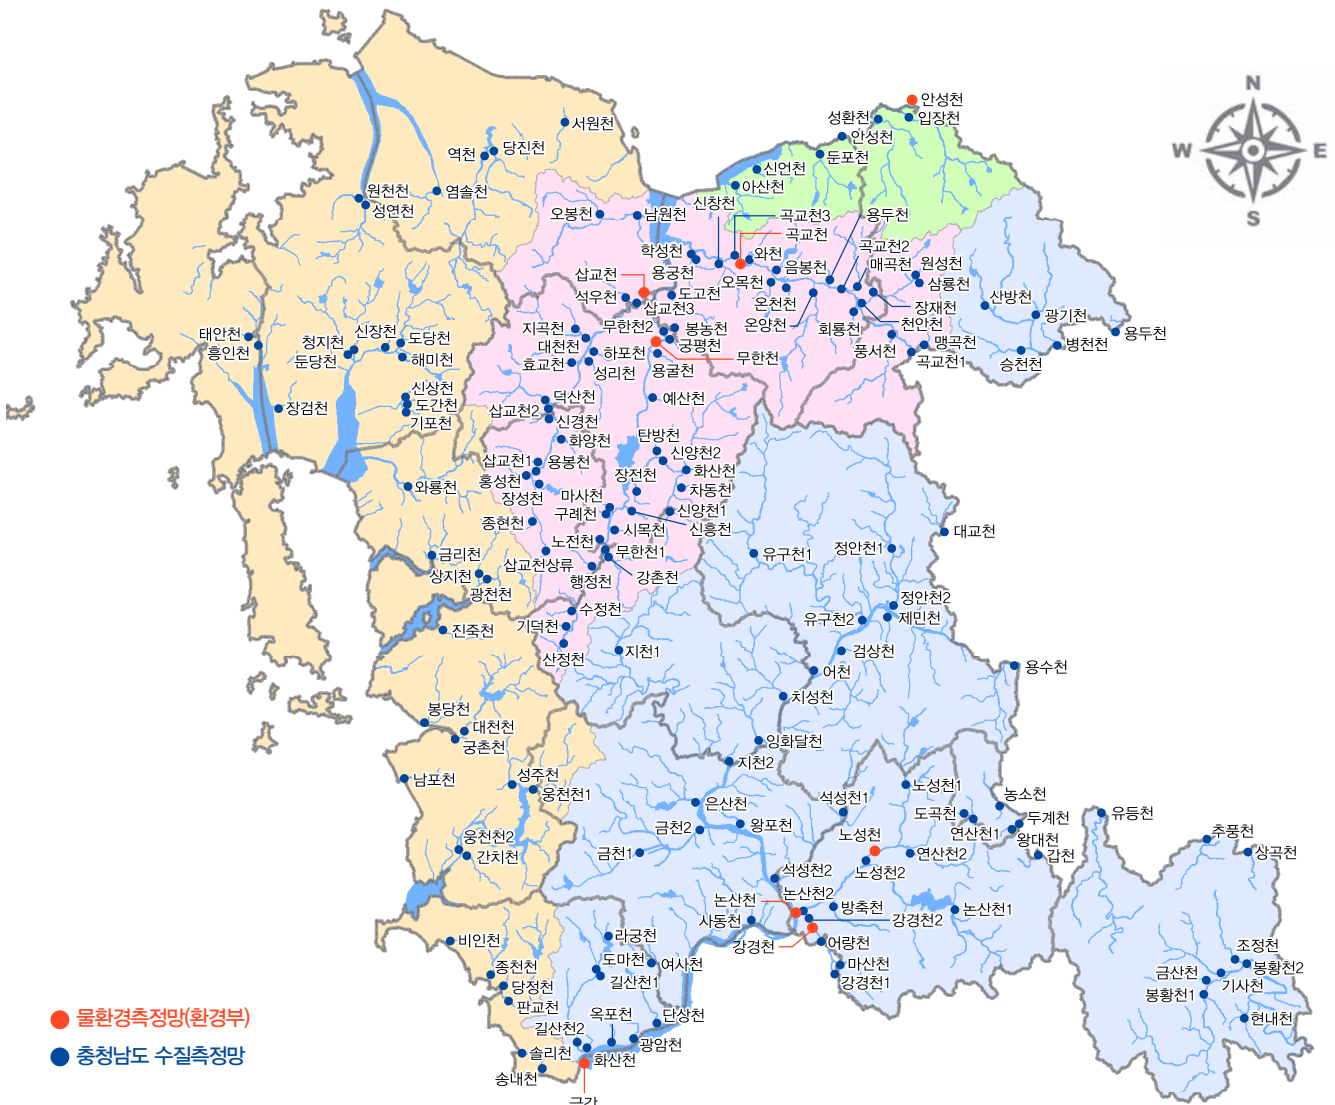 N
W
E
S
안성천
성환천
입장천
서원천
안성천
역천
당진천
둔포천
신언천
아산천
원천천
염솔천
성연천
신창천
곡교천3
용두천
오봉천
남원천
곡교천
곡교천2
학성천
와천
매곡천
원성천
음봉천
용궁천
오목천
삼룡천
삽교천
석우천
도고천
온천천
장재천
산방천
삽교천3
온양천
회룡천
천안천
광기천
지곡천
무한천2
봉농천
용두천
태안천
청지천
신장천
도당천
대천천
궁평천
맹곡천
병천천
흥인천
둔당천
해미천
하포천
무한천
풍서천
곡교천1
승천천
효교천
성리천
용굴천
신상천
덕산천
예산천
장검천
도간천
삽교천2
기포천
신경천
화양천
탄방천
신양천2
삽교천1
용봉천
화산천
홍성천
장전천
와룡천
장성천
마사천
차동천
구례천
신양천1
종현천
시목천
신흥천
대교천
노전천
무한천1
유구천1
정안천1
금리천
삽교천상류
상지천
행정천
강촌천
광천천
정안천2
수정천
유구천2
제민천
진죽천
기덕천
지천1
검상천
산정천
어천
용수천
치성천
봉당천
대천천
궁촌천
잉화달천
지천2
남포천
성주천
웅천천1
노성천1
은산천
석성천1
농소천
유등천
도곡천
두계천
금천2
왕포천
노성천
연산천1
왕대천
추풍천
웅천천2
간치천
금천1
연산천2
갑천
상곡천
석성천2
노성천2
논산천
논산천2
방축천
논산천1
사동천
강경천2
비인천
라궁천
강경천
어량천
조정천
종천천
도마천
여사천
마산천
금산천
봉황천2
당정천
길산천1
강경천1
기사천
봉황천1
판교천
옥포천
단상천
현내천
물환경측정망(환경부)
길산천2
광암천
충청남도 수질측정망
솔리천
화산천
송내천